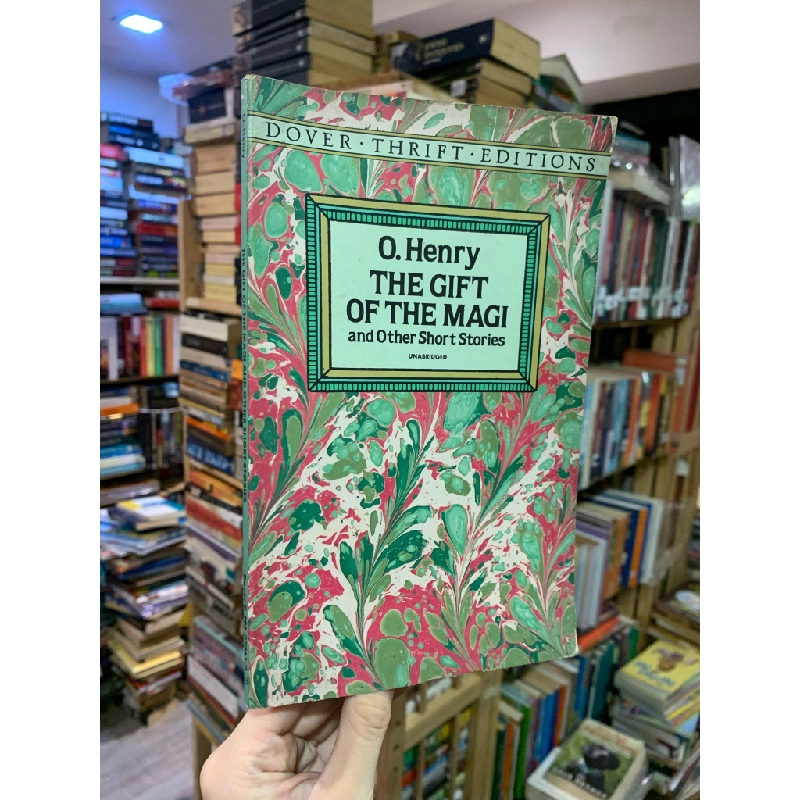 DOVER · THRIFT · EDITIONS
O. Henry
THE GIFT
OF THE MAGI
and Other Short Stories
UNABRIDGED